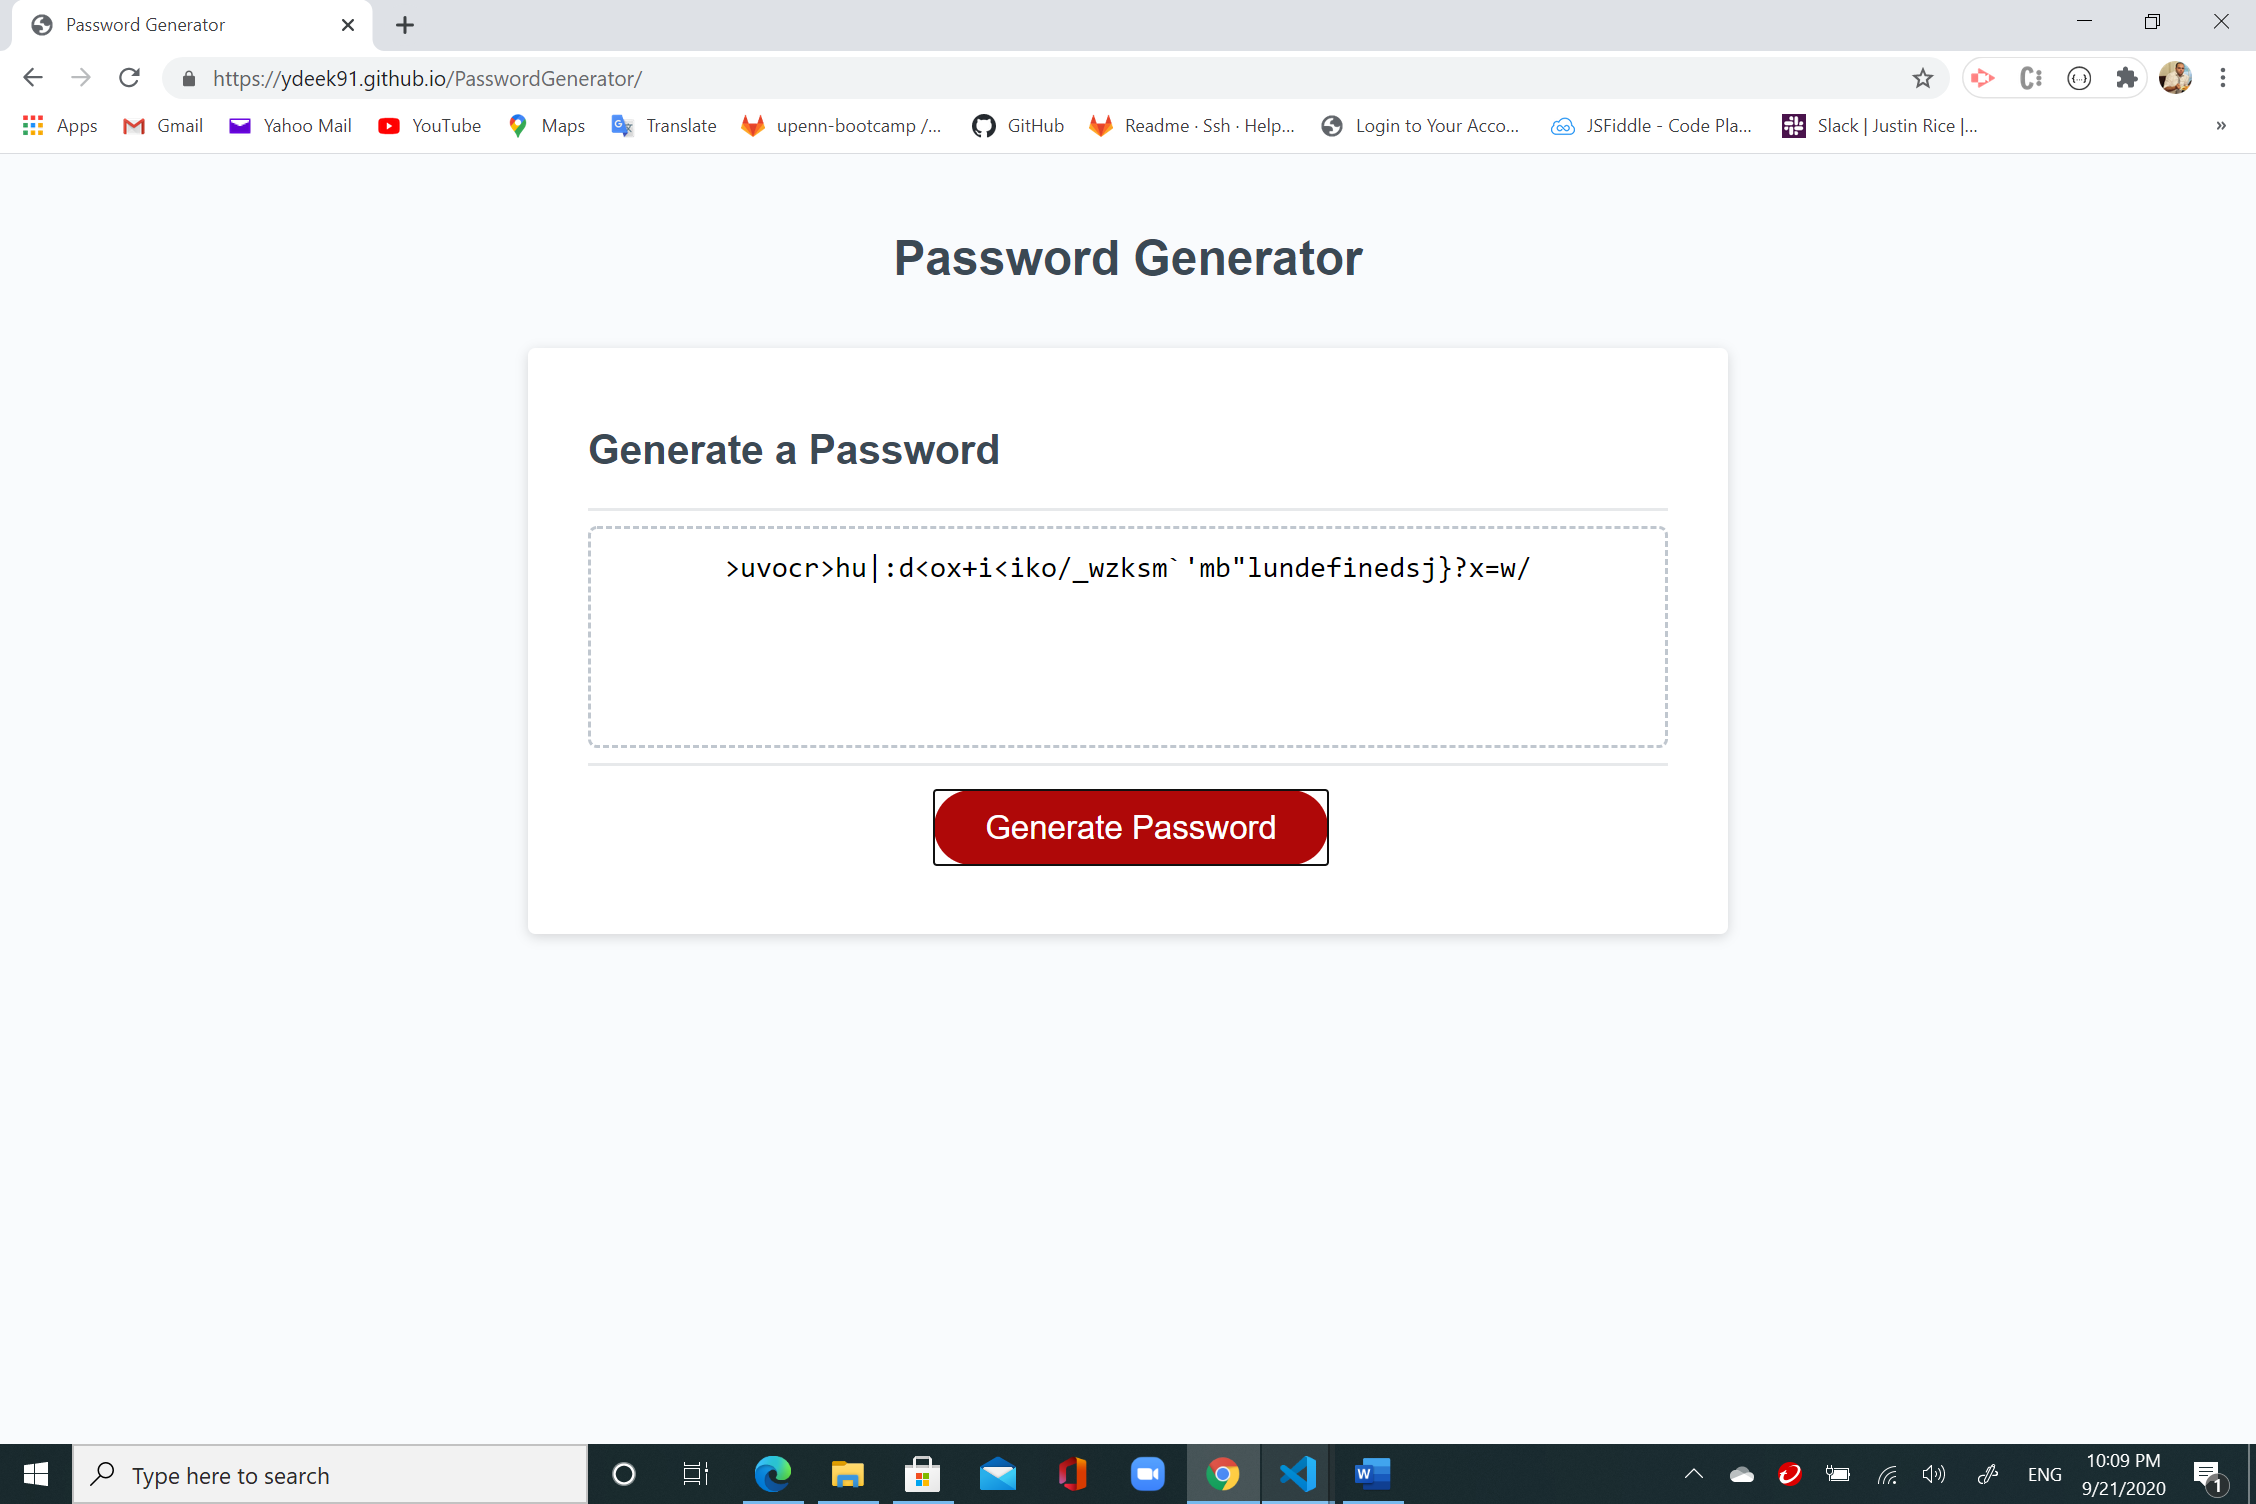 Password Generator
https://ydeek91.github.io/PasswordGenerator/
Apps Gmail Yahoo Mail YouTube Maps Translate upenn-bootcamp /... GitHub Readme · Ssh · Help... Login to Your Acco... JSFiddle - Code Pla... Slack | Justin Rice |... »
Password Generator
Generate a Password
>uvocr>hu|:d<ox+i<iko/_wzksm`'mb"lundefinedsj}?x=w/
Generate Password
Type here to search
ENG
10:09 PM
9/21/2020
1